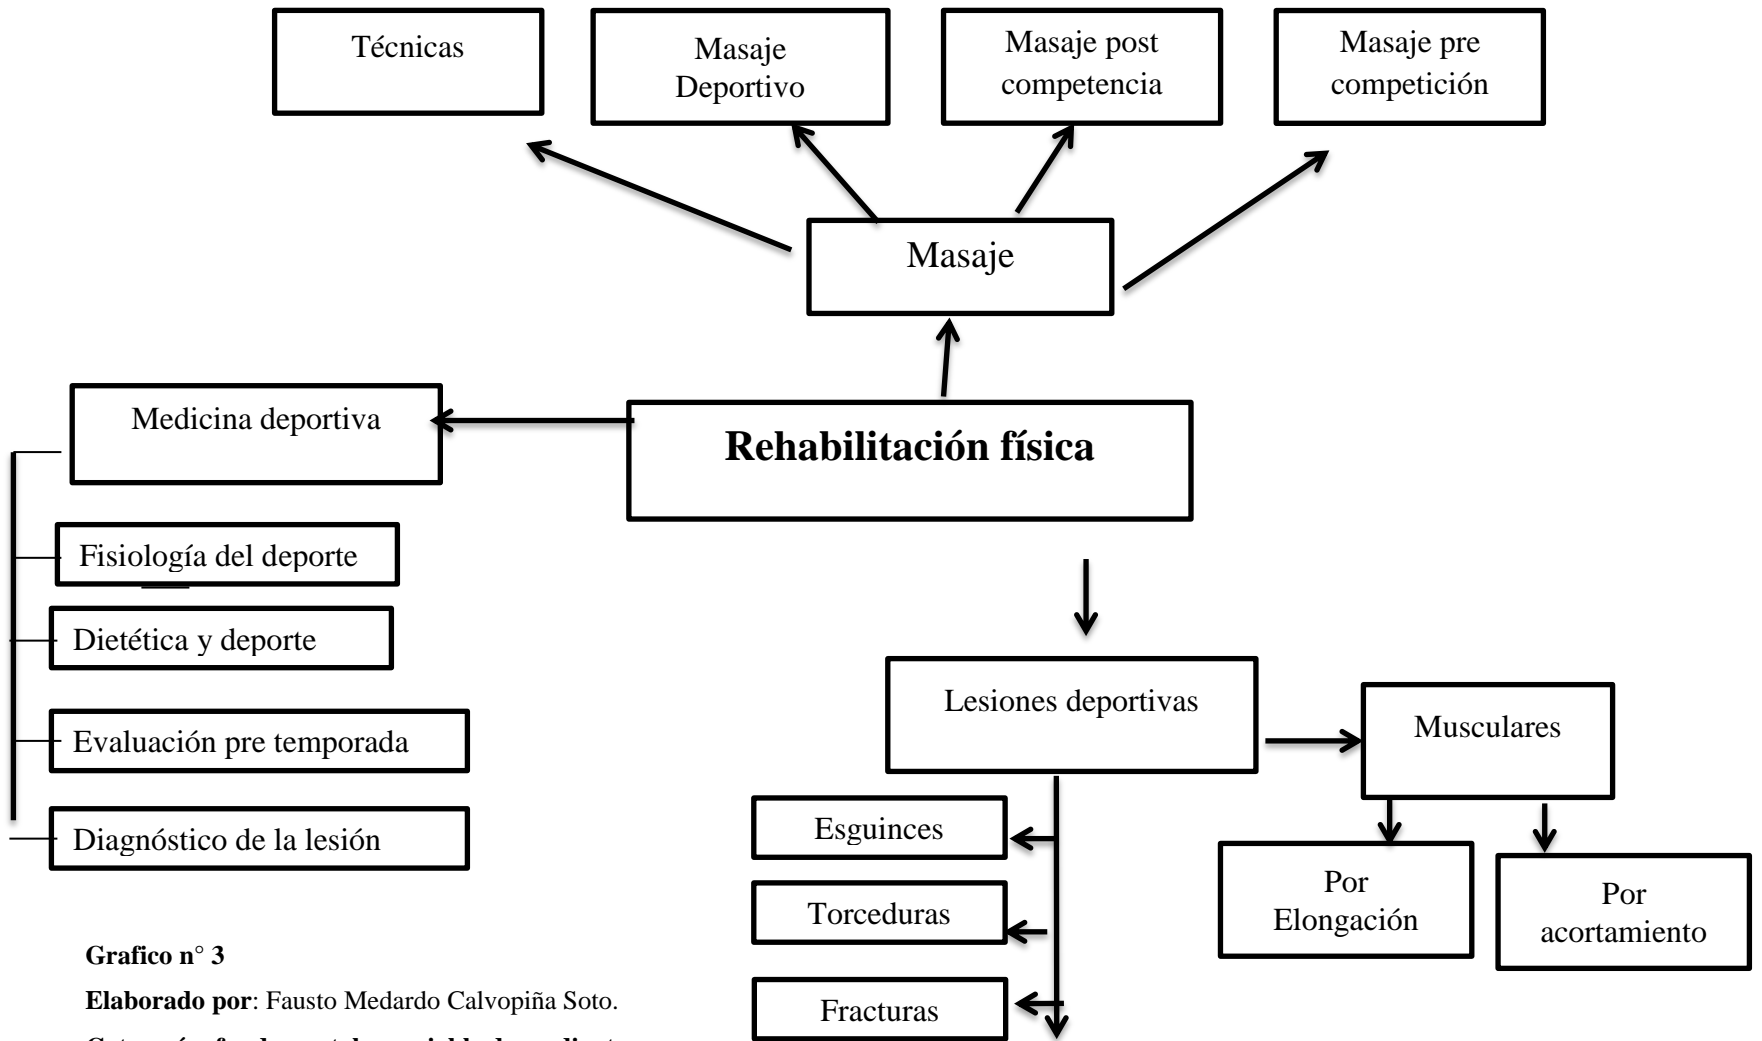 Técnicas
Masaje
Deportivo
Masaje post
competencia
Masaje pre
competición
Masaje
Medicina deportiva
Rehabilitación física
Fisiología del deporte
Dietética y deporte
Evaluación pre temporada
Diagnóstico de la lesión
Lesiones deportivas
Musculares
Esguinces
Torceduras
Fracturas
Por
Elongación
Por
acortamiento
Grafico n° 3
Elaborado por: Fausto Medardo Calvopiña Soto.